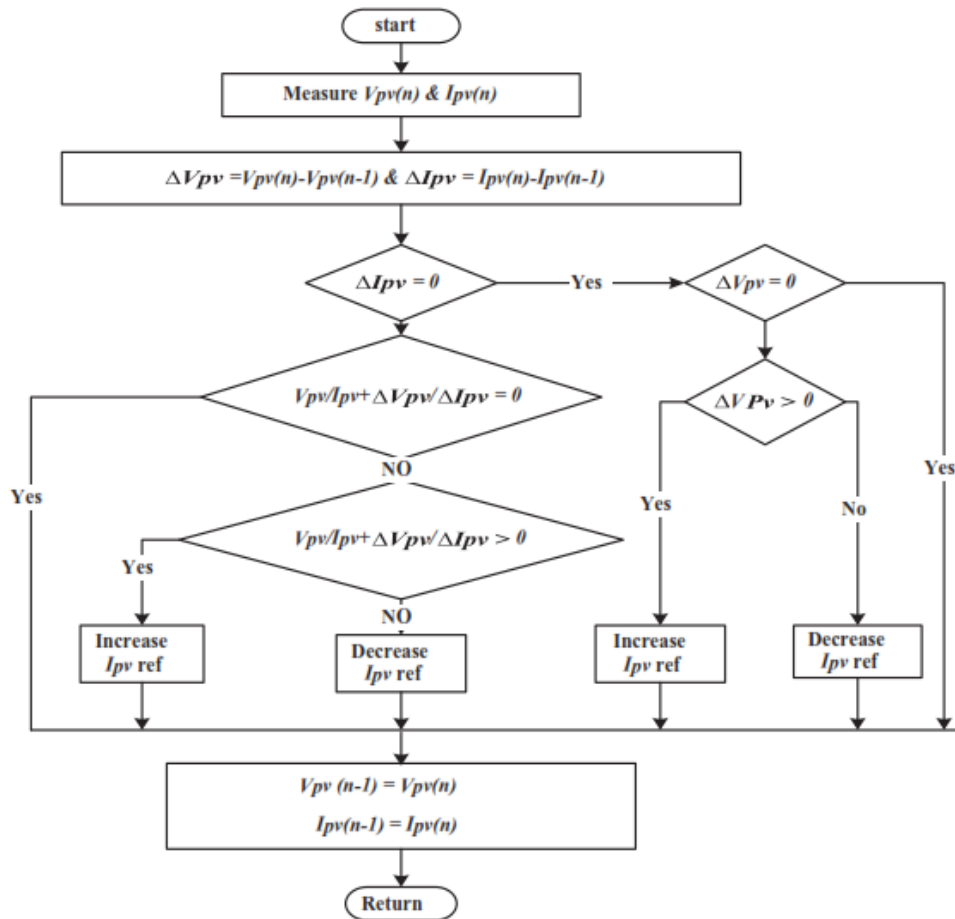 start
Measure Vpv(n) & Ipv(n)
ΔVpv =Vpv(n)-Vpv(n-1) & ΔIpv = Ipv(n)-Ipv(n-1)
ΔIpv = 0
Yes
ΔVpv = 0
Vpv/Ipv+ΔVpv/ΔIpv = 0
ΔVPv > 0
Yes
NO
Yes
No
Yes
Vpv/Ipv+ΔVpv/ΔIpv > 0
Yes
NO
Increase
Ipv ref
Decrease
Ipv ref
Increase
Ipv ref
Decrease
Ipv ref
Vpv (n-1) = Vpv(n)
Ipv(n-1) = Ipv(n)
Return